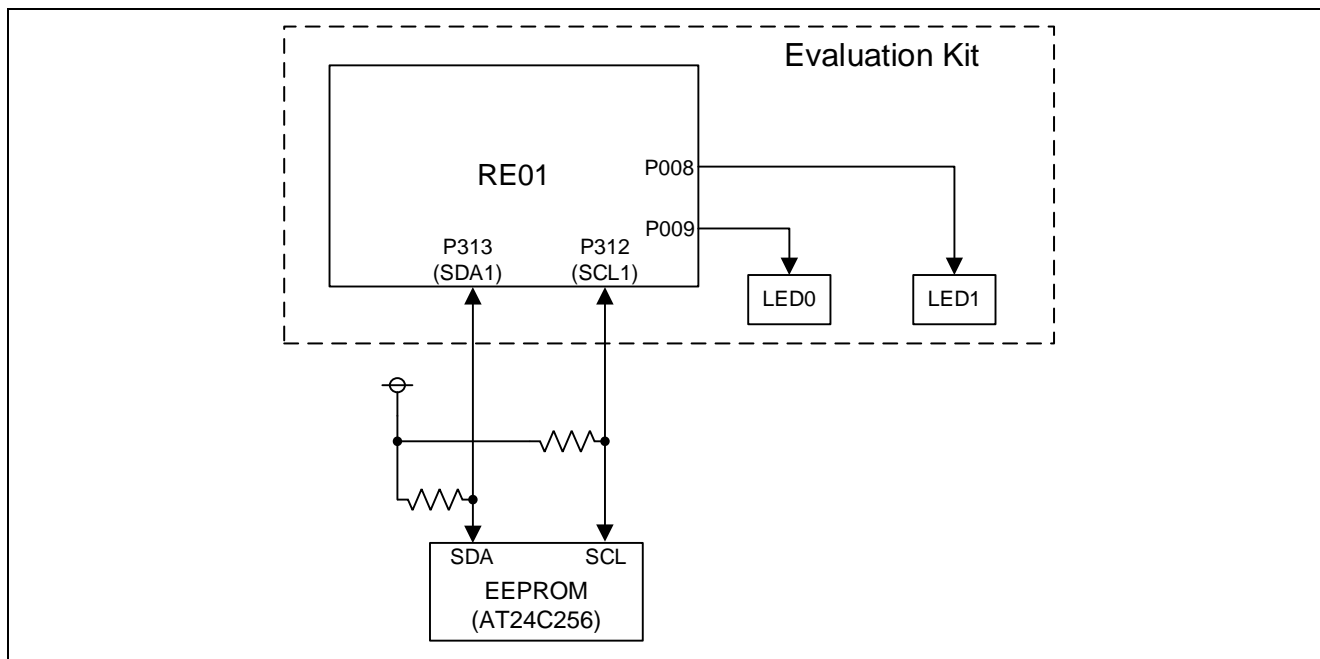 Evaluation Kit
RE01
P008
P009
P313
(SDA1)
P312
(SCL1)
LED0
LED1
SDA
SCL
EEPROM
(AT24C256)